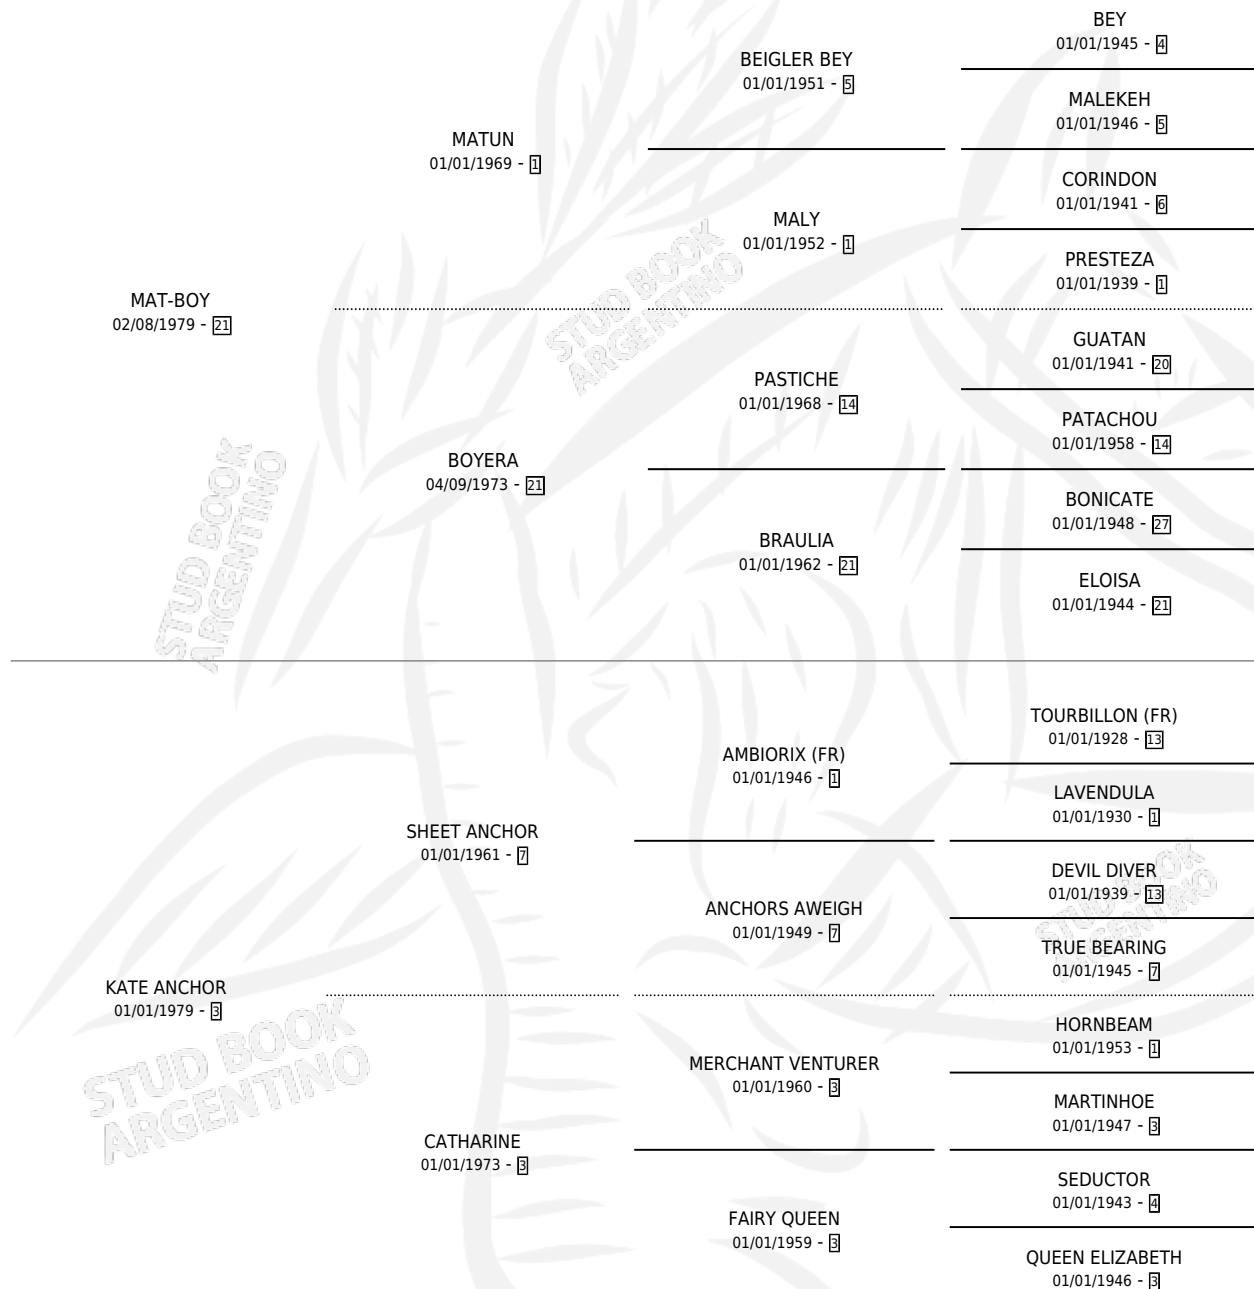 BEY
01/01/1945 - 4
BEIGLER BEY
01/01/1951 - 5
MALEKEH
01/01/1946 - 5
MATUN
01/01/1969 - 1
CORINDON
01/01/1941 - 6
MALY
01/01/1952 - 1
PRESTEZA
01/01/1939 - 1
MAT-BOY
02/08/1979 - 21
GUATAN
01/01/1941 - 20
PASTICHE
01/01/1968 - 14
PATACHOU
01/01/1958 - 14
BOYERA
04/09/1973 - 21
BONICATE
01/01/1948 - 27
BRAULIA
01/01/1962 - 21
ELOISA
01/01/1944 - 21
TOURBILLON (FR)
01/01/1928 - 13
AMBIORIX (FR)
01/01/1946 - 1
LAVENDULA
01/01/1930 - 1
SHEET ANCHOR
01/01/1961 - 7
DEVIL DIVER
01/01/1939 - 13
ANCHORS AWEIGH
01/01/1949 - 7
TRUE BEARING
01/01/1945 - 7
KATE ANCHOR
01/01/1979 - 3
HORNBEAM
01/01/1953 - 1
MERCHANT VENTURER
01/01/1960 - 3
MARTINHOE
01/01/1947 - 3
CATHARINE
01/01/1973 - 3
SEDUCTOR
01/01/1943 - 4
FAIRY QUEEN
01/01/1959 - 3
QUEEN ELIZABETH
01/01/1946 - 3
STUD BOOK
ARGENTINO
STUD BOOK
ARGENTINO
STUD BOOK
ARGENTINO
STUD BOOK
ARGENTINO